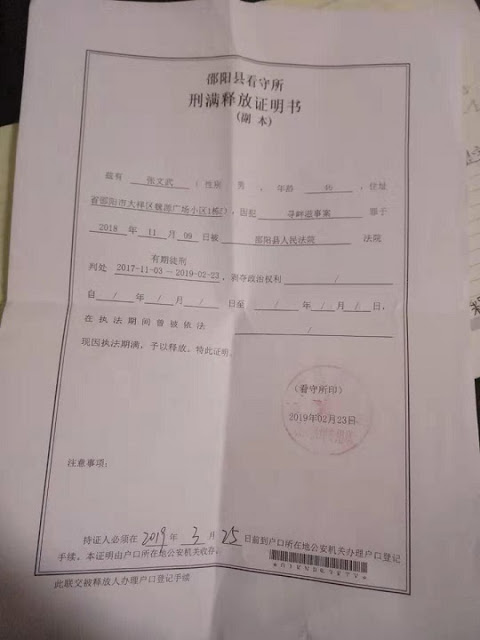 邵阳县看守所
刑满释放证明书
(副 本)
兹有 张文武 ,性别 男 ,年龄 ,住址
省邵阳市大祥区魏源广场小区1栋 ,因犯 寻衅滋事案 罪于
2018 年 11 月 09 日被 邵阳县人民法院 法院
判处 有期徒刑 2017-11-03 — 2019-02-23 ,剥夺政治权利 /
自 / 年 / 月 / 日至 / 年 / 月 / 日,
在 执 法 期 间 曾 被 依 法 /
现因执法期满,予以释放。特此证明。
(看守所印)
2019年02月23日
注意事项:
持证人必须在 2019 年 3 月 25 日前到户口所在地公安机关办理户口登记
手续。本证明由户口所在地公安机关收存。
此联交被释放人办理户口登记手续